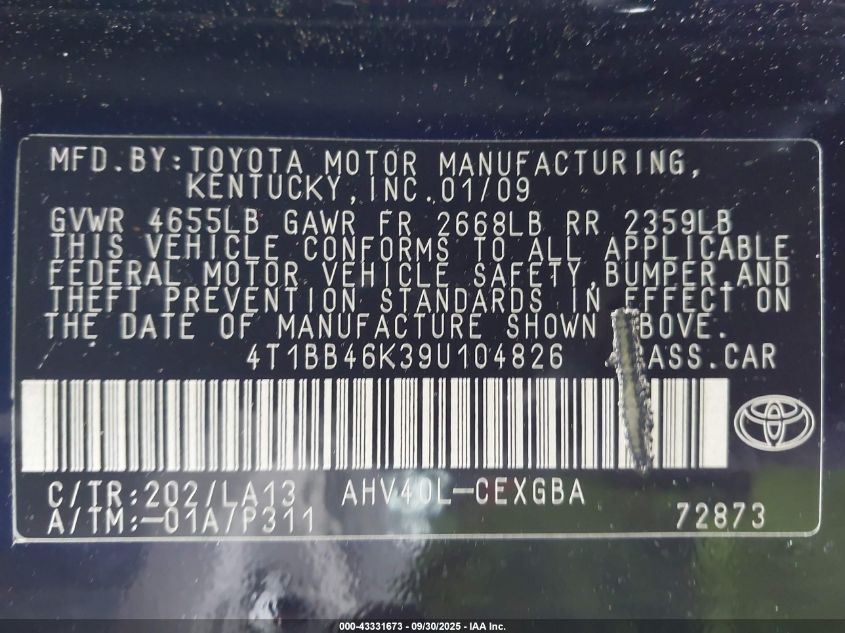 MFD.BY:TOYOTA MOTOR MANUFACTURING,
KENTUCKY,INC.01/09
GVWR 4655LB GAWR FR 2668LB RR 2359LB
THIS VEHICLE CONFORMS TO ALL APPLICABLE
FEDERAL MOTOR VEHICLE SAFETY,BUMPER,AND
THEFT PREVENTION STANDARDS IN EFFECT ON
THE DATE OF MANUFACTURE SHOWN BOVE.
4T1BB46K39U104826 ASS.CAR
C/TR:202/LA13 AHV40L-CEXGBA
A/TM:-01A/P311 72873
000-43331673 - 09/30/2025 - IAA Inc.